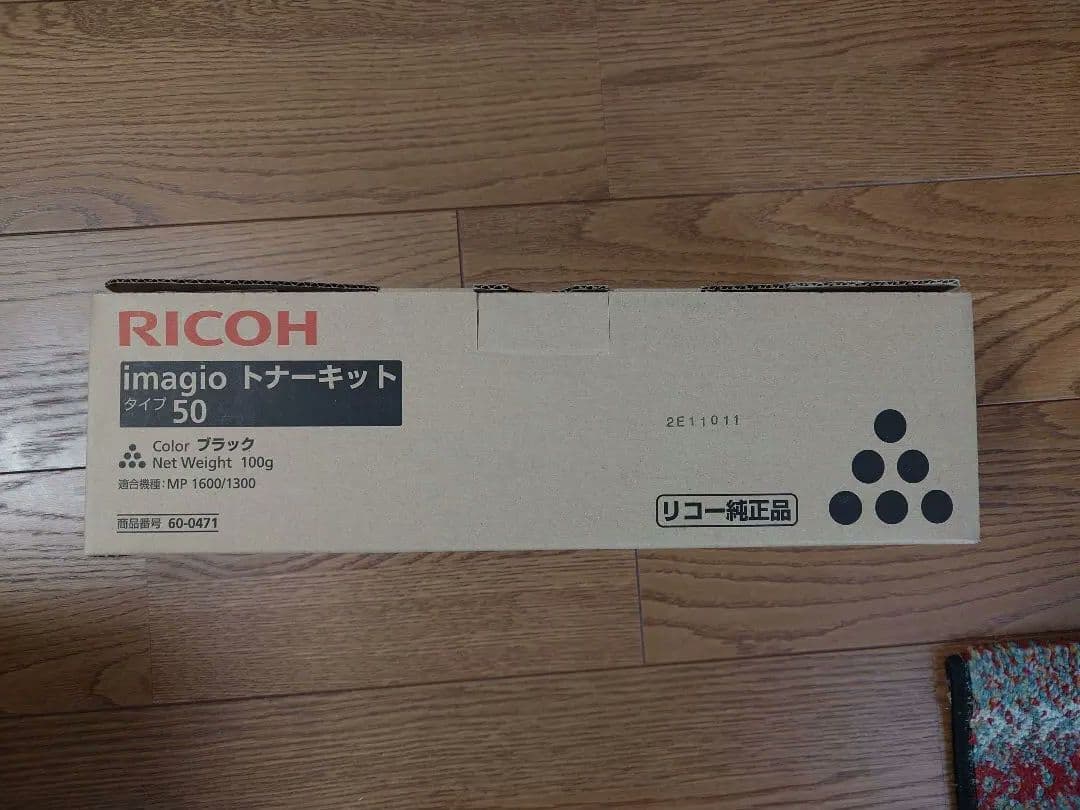 RICOH
imagio トナーキット
タイプ 50
Color ブラック
Net Weight 100g
適合機種：MP 1600/1300
商品番号 60-0471
2E11011
リコー純正品